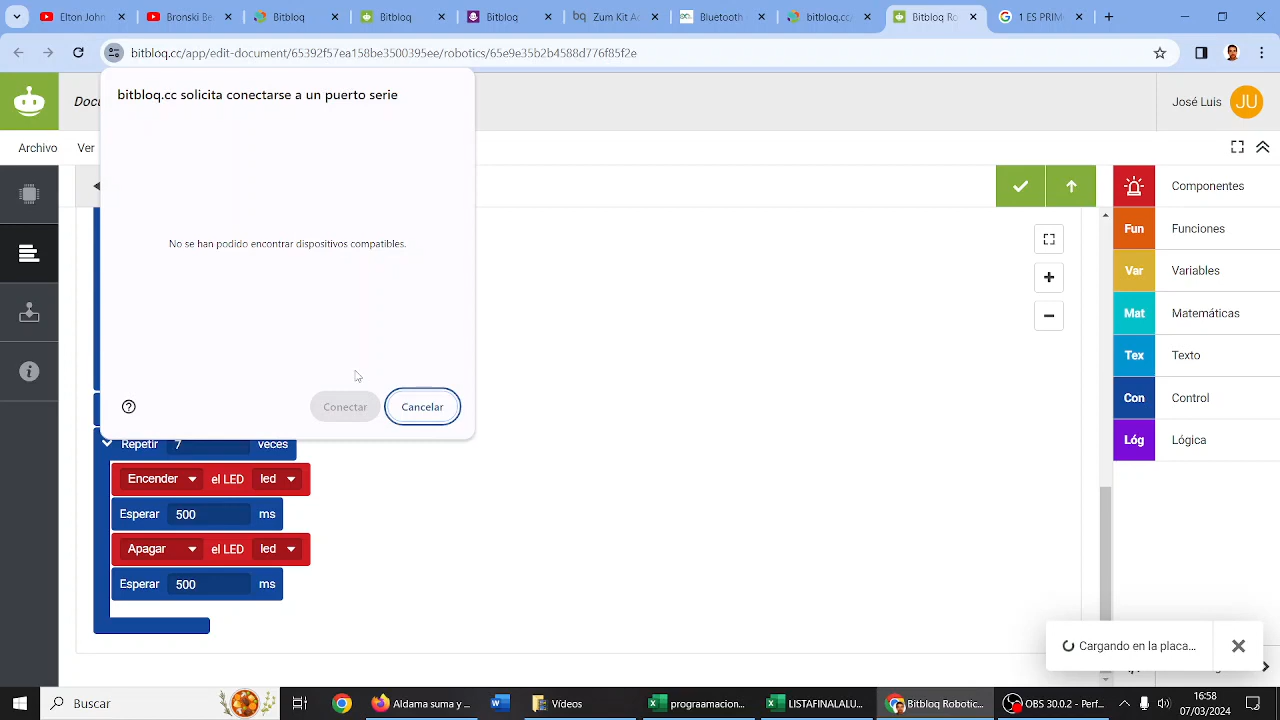 Elton John
Bronski Be
Bitbloq
Bitbloq
Bitbloq
bq
Zum Kit A
Bluetooth
bitbloq.c
Bitbloq Ro
1 ES PRIM
bitbloq.cc/app/edit-document/65392f57ea158be3500395ee/robotics/65e9e35b2b4588d776f85f2e
bitbloq.cc solicita conectarse a un puerto serie
Docu
José Luis
JU
Archivo
Ver
Componentes
No se han podido encontrar dispositivos compatibles.
Fun
Funciones
Var
Variables
Mat
Matemáticas
Tex
Texto
Con
Control
Lóg
Lógica
Conectar
Cancelar
Repetir 7 veces
Encender el LED led
Esperar 500 ms
Apagar el LED led
Esperar 500 ms
Cargando en la placa...
Buscar
Aldama suma y ...
Vídeos
prograamacion...
LISTAFINALALU...
Bitbloq Robotic...
OBS 30.0.2 - Perf...
16:58
07/03/2024